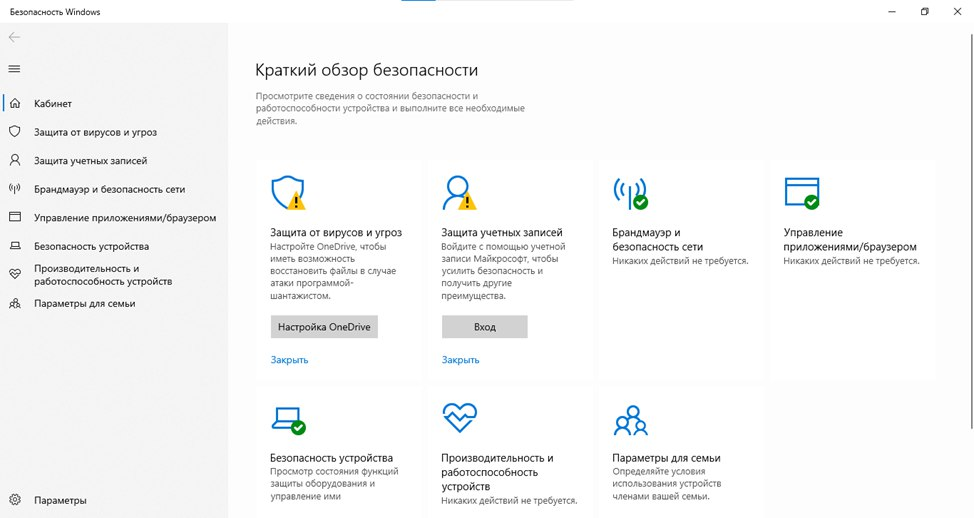 Безопасность Windows
Кабинет
Защита от вирусов и угроз
Защита учетных записей
Брандмауэр и безопасность сети
Управление приложениями/браузером
Безопасность устройства
Производительность и
работоспособность устройств
Параметры для семьи
Параметры
Краткий обзор безопасности
Просмотрите сведения о состоянии безопасности и
работоспособности устройства и выполните все необходимые
действия.
Защита от вирусов и угроз
Настройте OneDrive, чтобы
иметь возможность
восстановить файлы в случае
атаки программой-
шантажистом.
Настройка OneDrive
Закрыть
Защита учетных записей
Войдите с помощью учетной
записи Майкрософт, чтобы
усилить безопасность и
получить другие
преимущества.
Вход
Закрыть
Брандмауэр и
безопасность сети
Никаких действий не требуется.
Управление
приложениями/браузером
Никаких действий не требуется.
Безопасность устройства
Просмотр состояния функций
защиты оборудования и
управление ими
Производительность и
работоспособность
устройств
Никаких действий не требуется.
Параметры для семьи
Определяйте условия
использования устройств
членами вашей семьи.